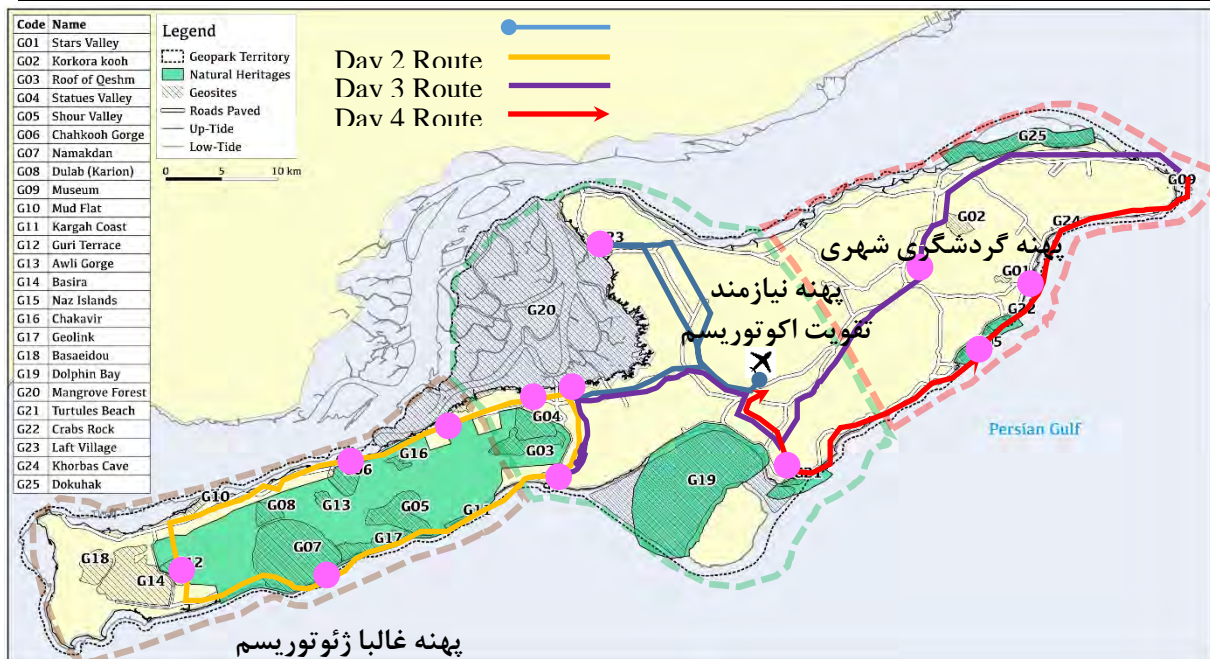 Code Name
G01 Stars Valley
G02 Korkora kooh
G03 Roof of Qeshm
G04 Statues Valley
G05 Shour Valley
G06 Chahkooh Gorge
G07 Namakdan
G08 Dulab (Karion)
G09 Museum
G10 Mud Flat
G11 Kargah Coast
G12 Guri Terrace
G13 Awli Gorge
G14 Basira
G15 Naz Islands
G16 Chakavir
G17 Geolink
G18 Basaeidou
G19 Dolphin Bay
G20 Mangrove Forest
G21 Turtules Beach
G22 Crabs Rock
G23 Laft Village
G24 Khorbas Cave
G25 Dokuhak
Legend
Geopark Territory
Natural Heritages
Geosites
Roads Paved
Up-Tide
Low-Tide
0 5 10 km
Day 2 Route
Day 3 Route
Day 4 Route
G25
G09
G24
G02
پهنه گردشگری شهری
G01
G22
23
پهنه نیازمند
تقویت اکوتوریسم
G20
G04
G03
G16
G19
G21
Persian Gulf
G10
G08
G13
G05
G17
G07
G18
G14
12
پهنه غالبا ژئوتوریسم